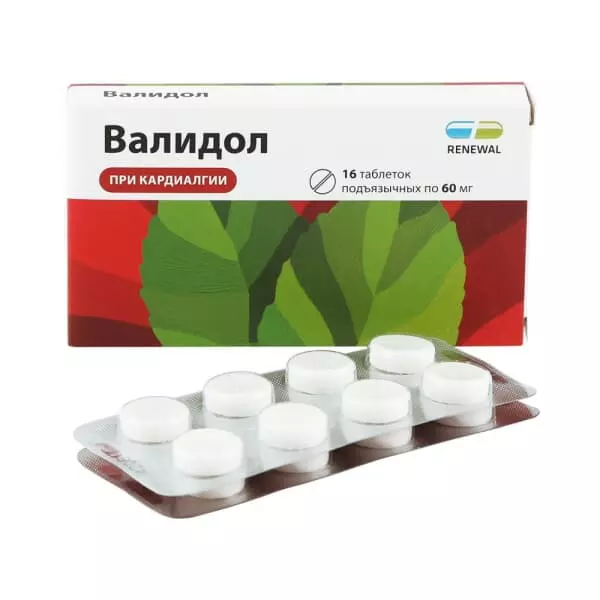 Валидол
Валидол
ПРИ КАРДИАЛГИИ
RENEWAL
16 таблеток
подъязычных по 60 мг